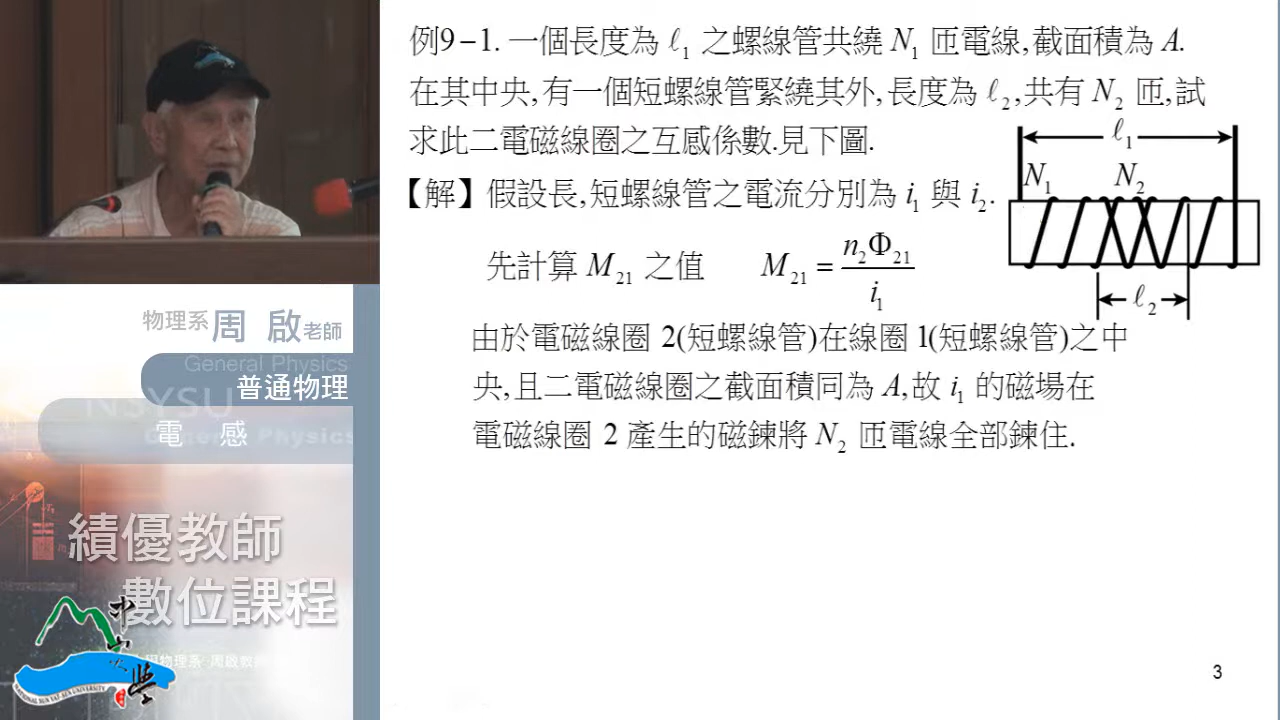 例9-1. 一個長度為 ℓ₁ 之螺線管共繞 N₁ 匝電線,截面積為 A.
在其中央,有一個短螺線管緊繞其外,長度為 ℓ₂,共有 N₂ 匝,試
求此二電磁線圈之互感係數.見下圖.
ℓ₁
N₁ N₂
ℓ₂
【解】假設長,短螺線管之電流分別為 i₁ 與 i₂.
先計算 M₂₁ 之值 M₂₁ = n₂Φ₂₁ / i₁
由於電磁線圈 2(短螺線管)在線圈 1(短螺線管)之中
央,且二電磁線圈之截面積同為 A,故 i₁ 的磁場在
電磁線圈 2 產生的磁鍊將 N₂ 匝電線全部鍊住.
3
物理系 周 啟 老師
General Physics
普通物理
NSYSU
電 感
General Physics
績優教師
數位課程
中山大學
NATIONAL SUN YAT-SEN UNIVERSITY